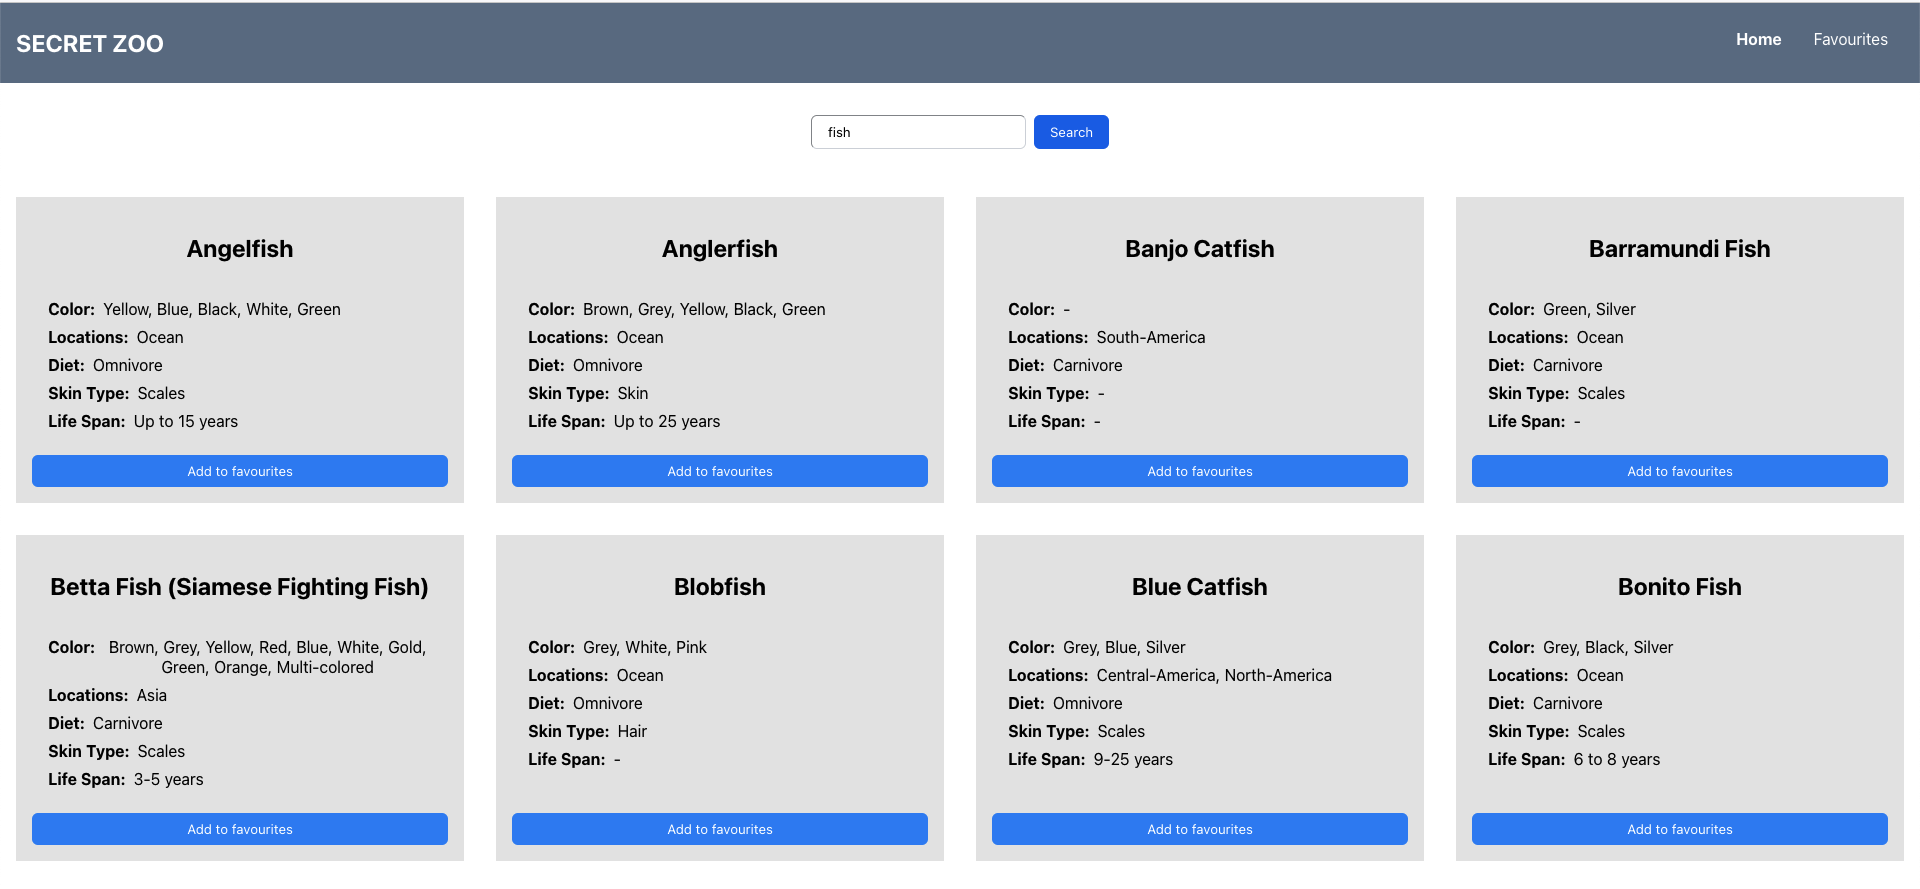 SECRET ZOO
Home Favourites
fish Search
Angelfish
Color: Yellow, Blue, Black, White, Green
Locations: Ocean
Diet: Omnivore
Skin Type: Scales
Life Span: Up to 15 years
Add to favourites
Anglerfish
Color: Brown, Grey, Yellow, Black, Green
Locations: Ocean
Diet: Omnivore
Skin Type: Skin
Life Span: Up to 25 years
Add to favourites
Banjo Catfish
Color: -
Locations: South-America
Diet: Carnivore
Skin Type: -
Life Span: -
Add to favourites
Barramundi Fish
Color: Green, Silver
Locations: Ocean
Diet: Carnivore
Skin Type: Scales
Life Span: -
Add to favourites
Betta Fish (Siamese Fighting Fish)
Color: Brown, Grey, Yellow, Red, Blue, White, Gold,
Green, Orange, Multi-colored
Locations: Asia
Diet: Carnivore
Skin Type: Scales
Life Span: 3-5 years
Add to favourites
Blobfish
Color: Grey, White, Pink
Locations: Ocean
Diet: Omnivore
Skin Type: Hair
Life Span: -
Add to favourites
Blue Catfish
Color: Grey, Blue, Silver
Locations: Central-America, North-America
Diet: Omnivore
Skin Type: Scales
Life Span: 9-25 years
Add to favourites
Bonito Fish
Color: Grey, Black, Silver
Locations: Ocean
Diet: Carnivore
Skin Type: Scales
Life Span: 6 to 8 years
Add to favourites